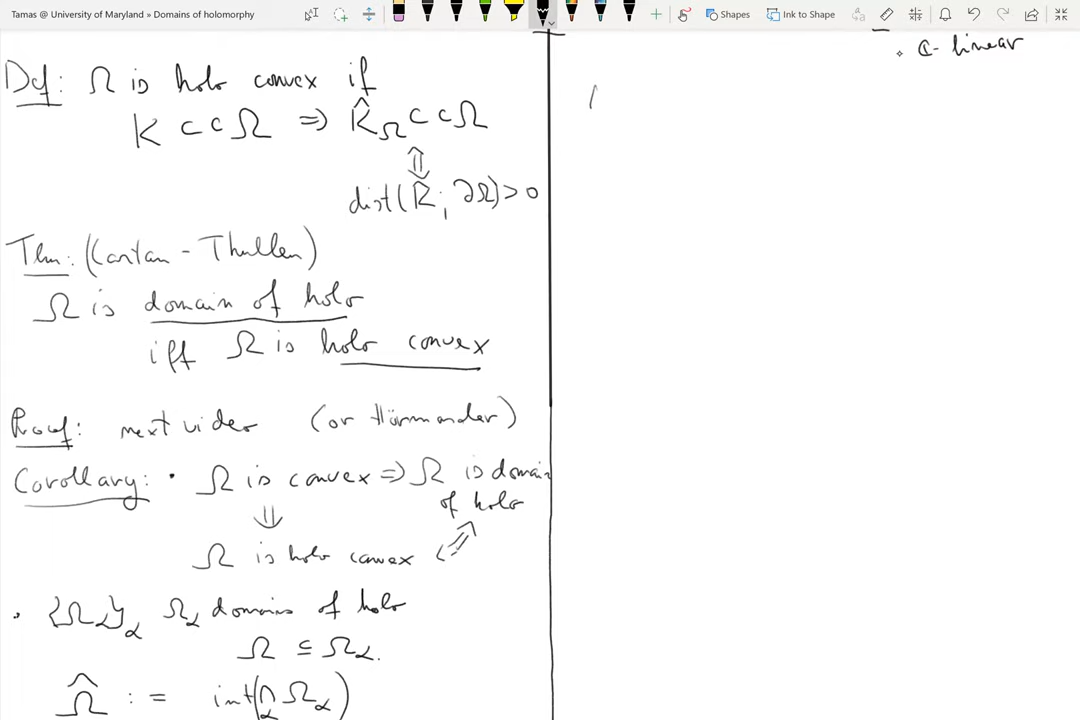 Tamas @ University of Maryland » Domains of holomorphy
Shapes
Ink to Shape
Def: Ω is holo convex if
K ⊂⊂ Ω ⇒ K̂_Ω ⊂⊂ Ω
⇕
dist(K̂; ∂Ω) > 0
Thm: (Cartan - Thullen)
Ω is domain of holo
iff Ω is holo convex
Proof: next video (or Hörmander)
Corollary: • Ω is convex ⇒ Ω is domain
of holo
⇓
Ω is holo convex ⇔
• {Ω_α}_α Ω_α domains of holo
Ω ⊆ Ω_α.
Ω̂ := int(∩_α Ω_α)
• ℂ- linear